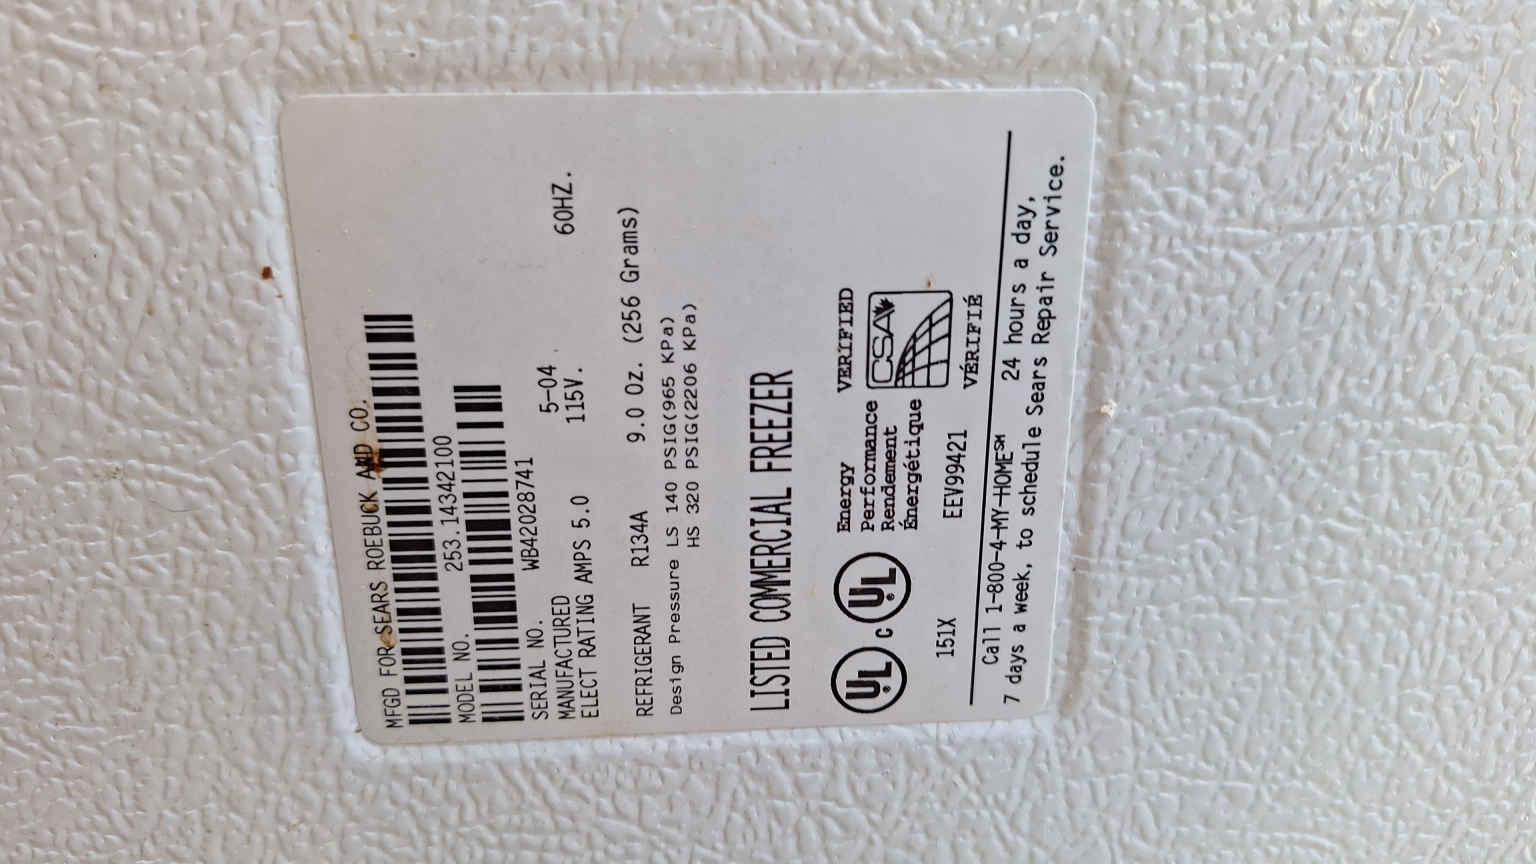 MFGD FOR SEARS ROEBUCK AND CO.
MODEL NO. 253.14342100
SERIAL NO. WB42028741
MANUFACTURED 5-04
ELECT RATING AMPS 5.0 115V. 60HZ.
REFRIGERANT R134A 9.0 Oz. (256 Grams)
Design Pressure LS 140 PSIG(965 KPa)
HS 320 PSIG(2206 KPa)
LISTED COMMERCIAL FREEZER
UL c UL
Energy VERIFIED
Performance
Rendement CSA
Énergétique
151X EEV99421 VÉRIFIÉ
Call 1-800-4-MY-HOME℠ 24 hours a day,
7 days a week, to schedule Sears Repair Service.